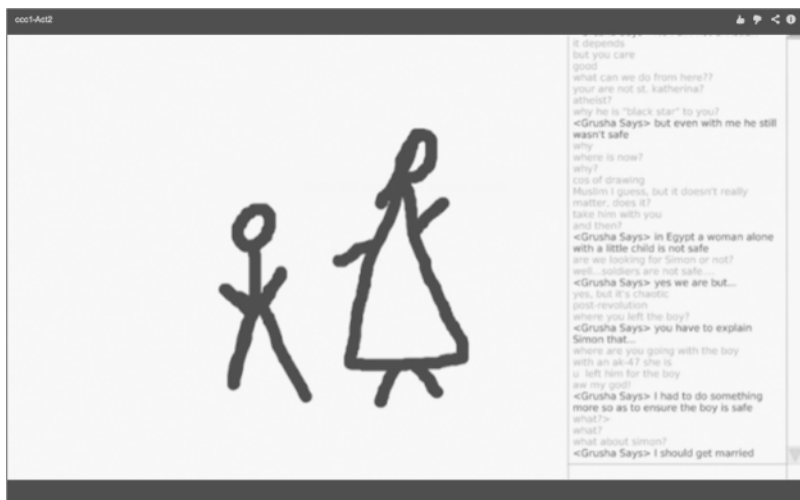 ccc1-Act2
it depends
but you care
good
what can we do from here??
your are not st. katherina?
atheist?
why he is "black star" to you?
<Grusha Says> but even with me he still
wasn't safe
why
where is now?
why?
cos of drawing
Muslim I guess, but it doesn't really
matter, does it?
take him with you
and then?
<Grusha Says> in Egypt a woman alone
with a little child is not safe
are we looking for Simon or not?
well...soldiers are not safe....
<Grusha Says> yes we are but...
yes, but it's chaotic
post-revolution
where you left the boy?
<Grusha Says> you have to explain
Simon that...
where are you going with the boy
with an ak-47 she is
u left him for the boy
aw my god!
<Grusha Says> I had to do something
more so as to ensure the boy is safe
what?>
what?
what about simon?
<Grusha Says> I should get married